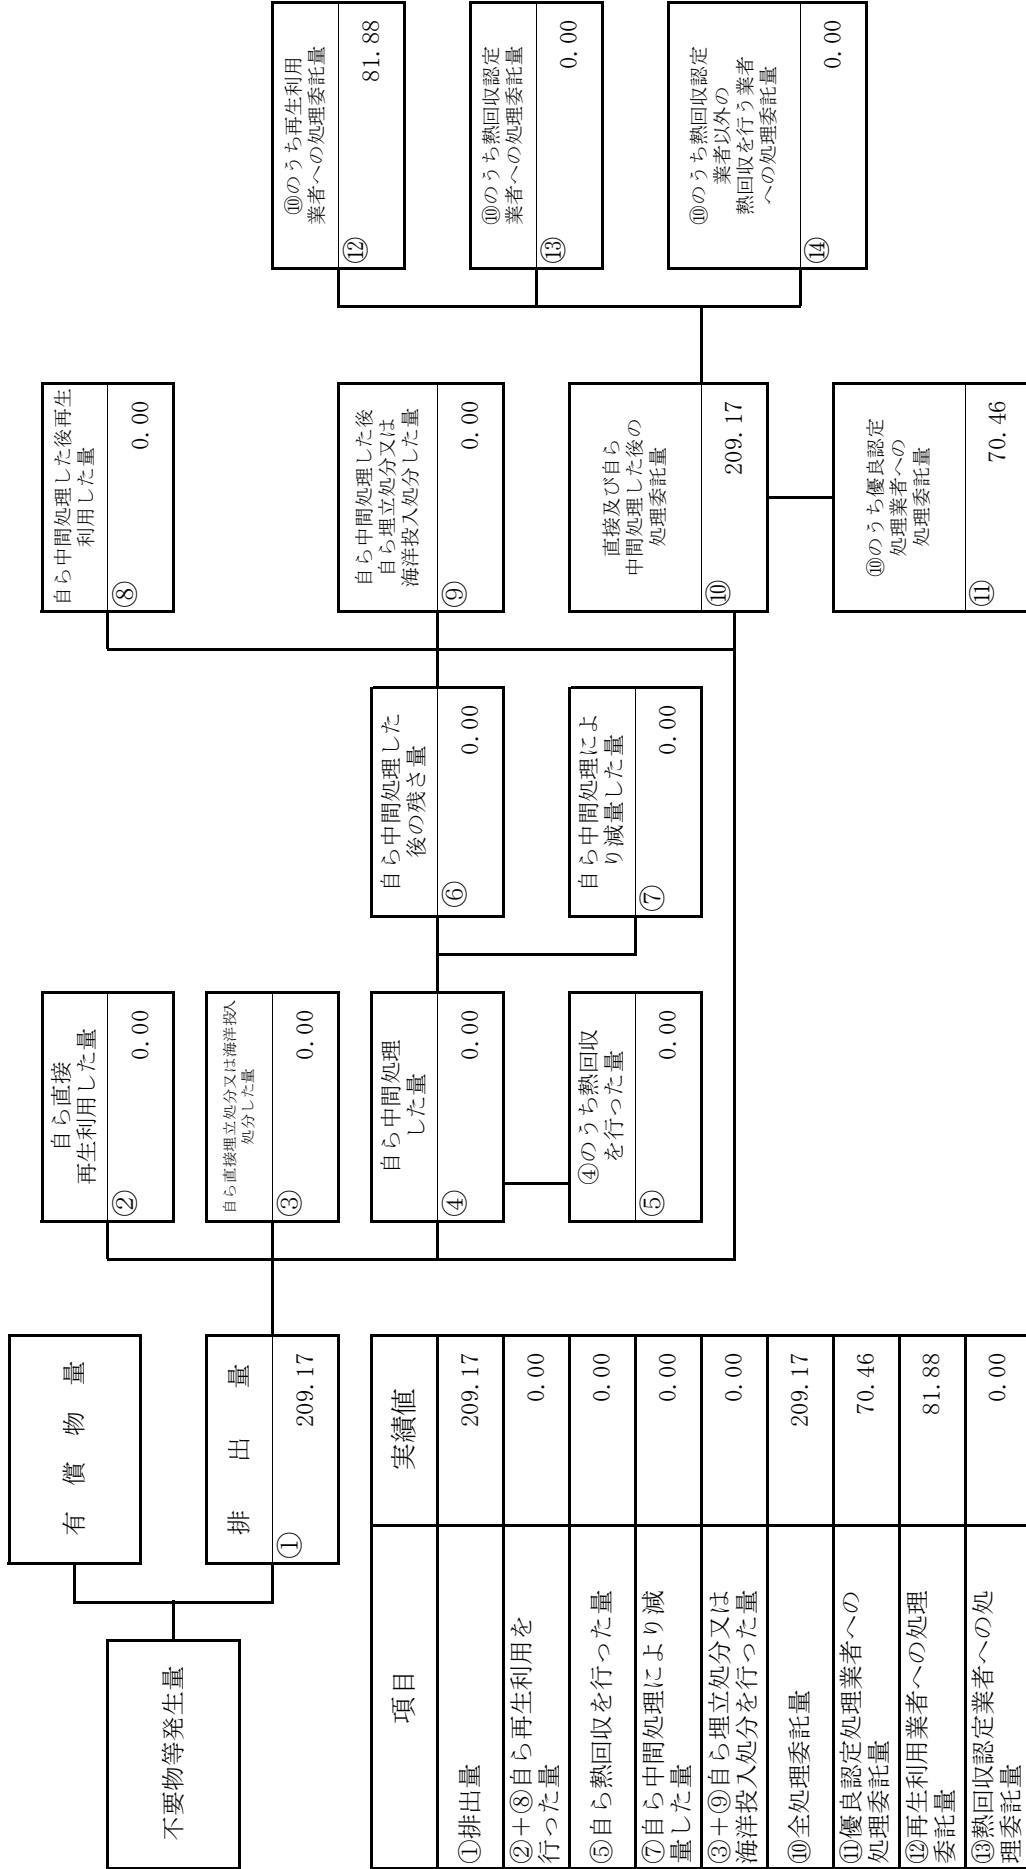 不要物等発生量
有償物量
排出量
①
209.17
自ら直接
再生利用した量
②
0.00
自ら直接埋立処分又は海洋投入
処分した量
③
0.00
自ら中間処理
した量
④
0.00
④のうち熱回収
を行った量
⑤
0.00
自ら中間処理した
後の残さ量
⑥
0.00
自ら中間処理によ
り減量した量
⑦
0.00
自ら中間処理した後再生
利用した量
⑧
0.00
自ら中間処理した後
自ら埋立処分又は
海洋投入処分した量
⑨
0.00
直接及び自ら
中間処理した後の
処理委託量
⑩
209.17
⑩のうち優良認定
処理業者への
処理委託量
⑪
70.46
⑩のうち再生利用
業者への処理委託量
⑫
81.88
⑩のうち熱回収認定
業者への処理委託量
⑬
0.00
⑩のうち熱回収認定
業者以外の
熱回収を行う業者
への処理委託量
⑭
0.00
項目 実績値
①排出量 209.17
②＋⑧自ら再生利用を
行った量 0.00
⑤自ら熱回収を行った量 0.00
⑦自ら中間処理により減
量した量 0.00
③＋⑨自ら埋立処分又は
海洋投入処分を行った量 0.00
⑩全処理委託量 209.17
⑪優良認定処理業者への
処理委託量 70.46
⑫再生利用業者への処理
委託量 81.88
⑬熱回収認定業者への処
理委託量 0.00